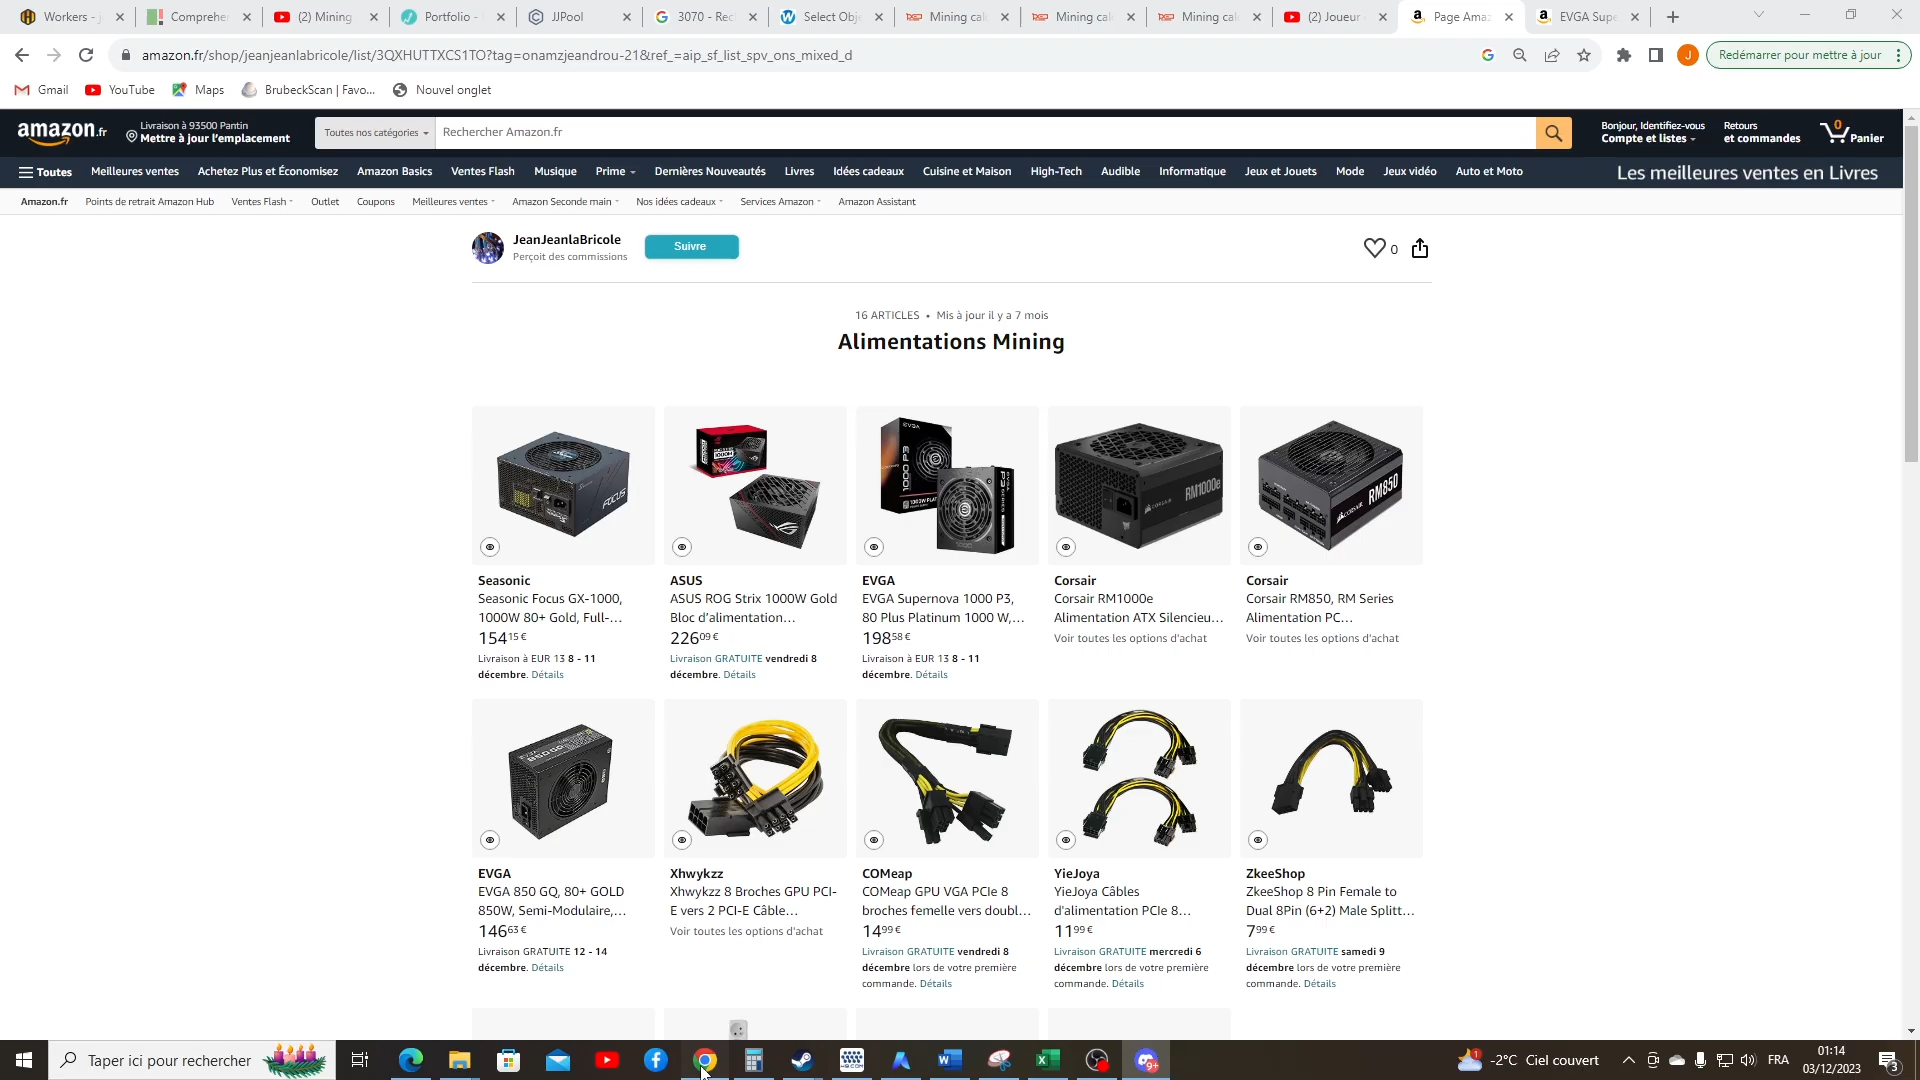 Workers - j
Comprehen
(2) Mining
Portfolio -
JJPool
3070 - Rec
Select Obje
Mining calc
Mining calc
Mining calc
(2) Joueur
Page Amaz
EVGA Supe
amazon.fr/shop/jeanjeanlabricole/list/3QXHUTTXCS1TO?tag=onamzjeandrou-21&ref_=aip_sf_list_spv_ons_mixed_d
J
Redémarrer pour mettre à jour
Gmail
YouTube
Maps
BrubeckScan | Favo...
Nouvel onglet
amazon.fr
Livraison à 93500 Pantin
Mettre à jour l'emplacement
Toutes nos catégories
Rechercher Amazon.fr
Bonjour, Identifiez-vous
Compte et listes
Retours
et commandes
0
Panier
Toutes
Meilleures ventes
Achetez Plus et Économisez
Amazon Basics
Ventes Flash
Musique
Prime
Dernières Nouveautés
Livres
Idées cadeaux
Cuisine et Maison
High-Tech
Audible
Informatique
Jeux et Jouets
Mode
Jeux vidéo
Auto et Moto
Les meilleures ventes en Livres
Amazon.fr
Points de retrait Amazon Hub
Ventes Flash
Outlet
Coupons
Meilleures ventes
Amazon Seconde main
Nos idées cadeaux
Services Amazon
Amazon Assistant
JeanJeanlaBricole
Perçoit des commissions
Suivre
0
16 ARTICLES • Mis à jour il y a 7 mois
Alimentations Mining
FOCUS
EVGA
1000 P3
RM1000e
CORSAIR
RM850
CORSAIR
Seasonic
Seasonic Focus GX-1000,
1000W 80+ Gold, Full-...
154 15 €
Livraison à EUR 13 8 - 11
décembre. Détails
ASUS
ASUS ROG Strix 1000W Gold
Bloc d'alimentation...
226 09 €
Livraison GRATUITE vendredi 8
décembre. Détails
EVGA
EVGA Supernova 1000 P3,
80 Plus Platinum 1000 W,...
198 58 €
Livraison à EUR 13 8 - 11
décembre. Détails
Corsair
Corsair RM1000e
Alimentation ATX Silencieu...
Voir toutes les options d'achat
Corsair
Corsair RM850, RM Series
Alimentation PC...
Voir toutes les options d'achat
EVGA
EVGA 850 GQ, 80+ GOLD
850W, Semi-Modulaire,...
146 63 €
Livraison GRATUITE 12 - 14
décembre. Détails
Xhwykzz
Xhwykzz 8 Broches GPU PCI-
E vers 2 PCI-E Câble...
Voir toutes les options d'achat
COMeap
COMeap GPU VGA PCIe 8
broches femelle vers doubl...
14 99 €
Livraison GRATUITE vendredi 8
décembre lors de votre première
commande. Détails
YieJoya
YieJoya Câbles
d'alimentation PCIe 8...
11 99 €
Livraison GRATUITE mercredi 6
décembre lors de votre première
commande. Détails
ZkeeShop
ZkeeShop 8 Pin Female to
Dual 8Pin (6+2) Male Splitt...
7 99 €
Livraison GRATUITE samedi 9
décembre lors de votre première
commande. Détails
Taper ici pour rechercher
9+
1
-2°C Ciel couvert
FRA
01:14
03/12/2023
3